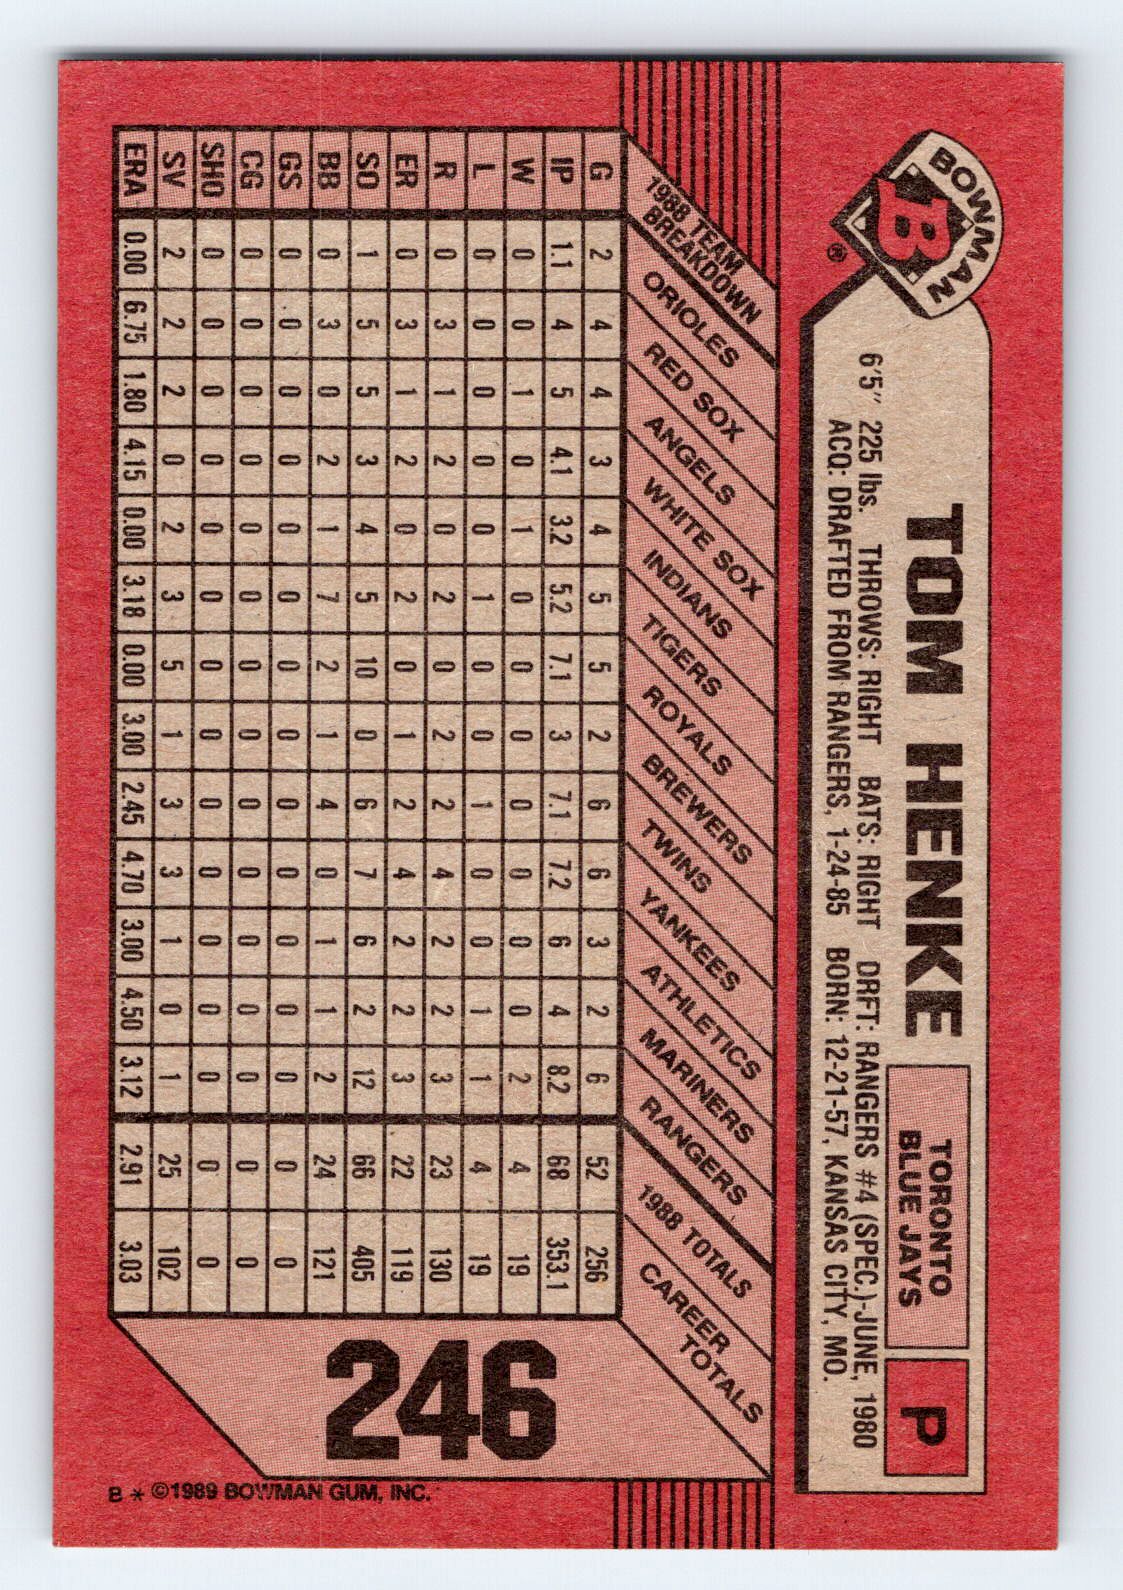 BOWMAN
B
®
TOM HENKE
TORONTO
BLUE JAYS
P
6'5" 225 lbs. THROWS: RIGHT BATS: RIGHT DRFT: RANGERS #4 (SPEC.)-JUNE, 1980
ACQ: DRAFTED FROM RANGERS, 1-24-85 BORN: 12-21-57, KANSAS CITY, MO.
1988 TEAM
BREAKDOWN
ORIOLES
RED SOX
ANGELS
WHITE SOX
INDIANS
TIGERS
ROYALS
BREWERS
TWINS
YANKEES
ATHLETICS
MARINERS
RANGERS
1988 TOTALS
CAREER
TOTALS
G 2 4 4 3 4 5 5 2 6 6 3 2 6 52 256
IP 1.1 4 5 4.1 3.2 5.2 7.1 3 7.1 7.2 6 4 8.2 68 353.1
W 0 0 1 0 1 0 0 0 0 0 0 0 2 4 19
L 0 0 0 0 0 1 0 0 1 0 0 1 1 4 19
R 0 3 1 2 0 2 0 2 2 4 2 2 3 23 130
ER 0 3 1 2 0 2 0 1 2 4 2 2 3 22 119
SO 1 5 5 3 4 5 10 0 6 7 6 2 12 66 405
BB 0 3 0 2 1 7 2 1 4 0 1 1 2 24 121
GS 0 0 0 0 0 0 0 0 0 0 0 0 0 0 0
CG 0 0 0 0 0 0 0 0 0 0 0 0 0 0 0
SHO 0 0 0 0 0 0 0 0 0 0 0 0 0 0 0
SV 2 2 2 0 2 3 5 1 3 3 1 0 1 25 102
ERA 0.00 6.75 1.80 4.15 0.00 3.18 0.00 3.00 2.45 4.70 3.00 4.50 3.12 2.91 3.03
246
B * ©1989 BOWMAN GUM, INC.